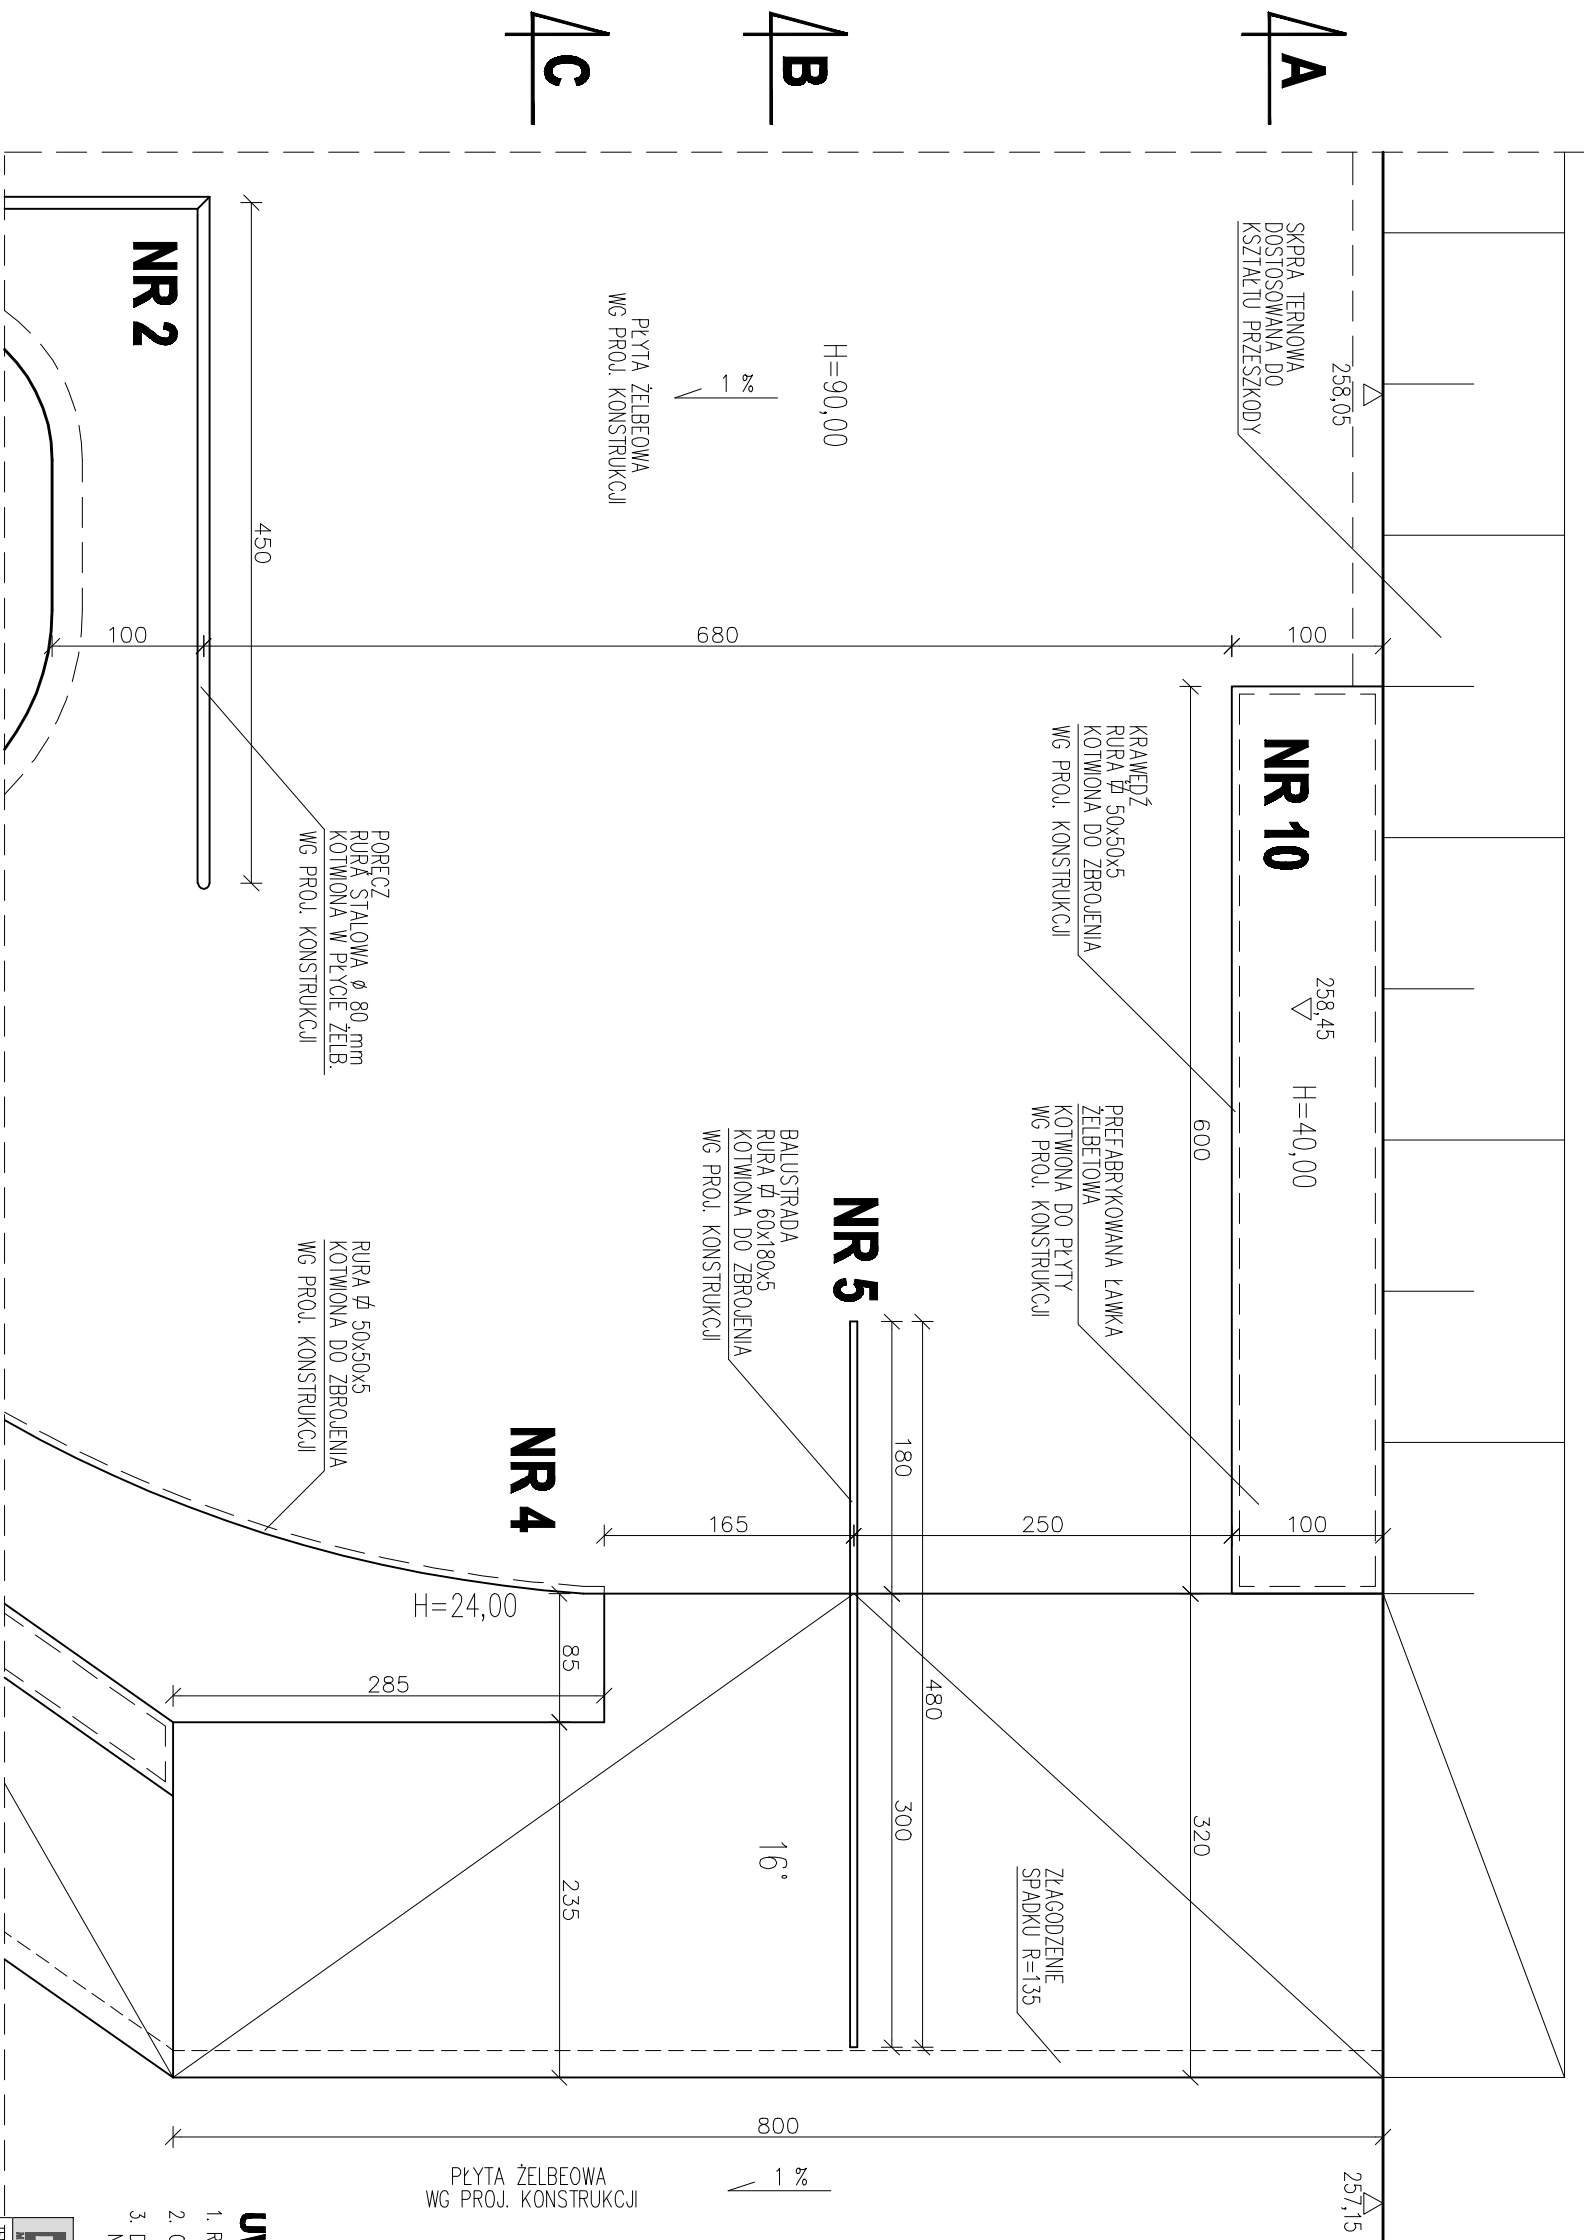 A
B
C
SKPRA TERNOWA
DOSTOSOWANA DO
KSZTAŁTU PRZESZKODY
258,05
H=90,00
1 %
PŁYTA ŻELBEOWA
WG PROJ. KONSTRUKCJI
NR 2
450
100
680
100
NR 10
258,45
H=40,00
KRAWĘDŹ
RURA 50x50x5
KOTWIONA DO ZBROJENIA
WG PROJ. KONSTRUKCJI
600
PORĘCZ
RURA STALOWA Ø 80 mm
KOTWIONA W PŁYCIE ŻELB.
WG PROJ. KONSTRUKCJI
PREFABRYKOWANA ŁAWKA
ŻELBETOWA
KOTWIONA DO PŁYTY
WG PROJ. KONSTRUKCJI
BALUSTRADA
RURA 60x180x5
KOTWIONA DO ZBROJENIA
WG PROJ. KONSTRUKCJI
NR 5
RURA 50x50x5
KOTWIONA DO ZBROJENIA
WG PROJ. KONSTRUKCJI
NR 4
180
480
300
165
250
100
H=24,00
85
285
235
320
16°
ZŁAGODZENIE
SPADKU R=135
800
PŁYTA ŻELBEOWA
WG PROJ. KONSTRUKCJI
1 %
257,15
1.
2.
3.